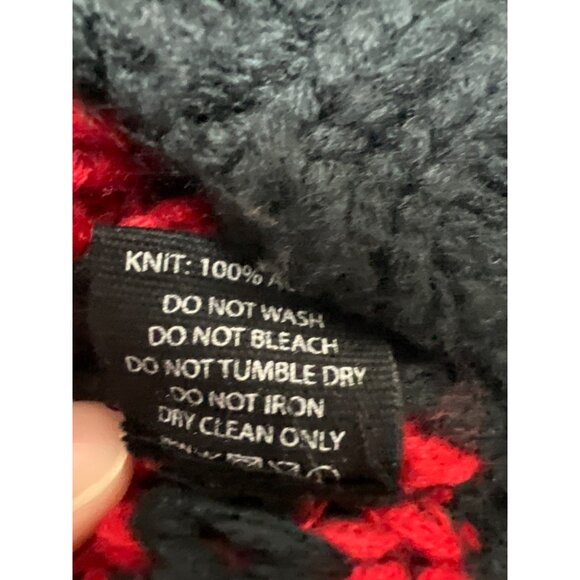 KNIT: 100%
DO NOT WASH
DO NOT BLEACH
DO NOT TUMBLE DRY
DO NOT IRON
DRY CLEAN ONLY